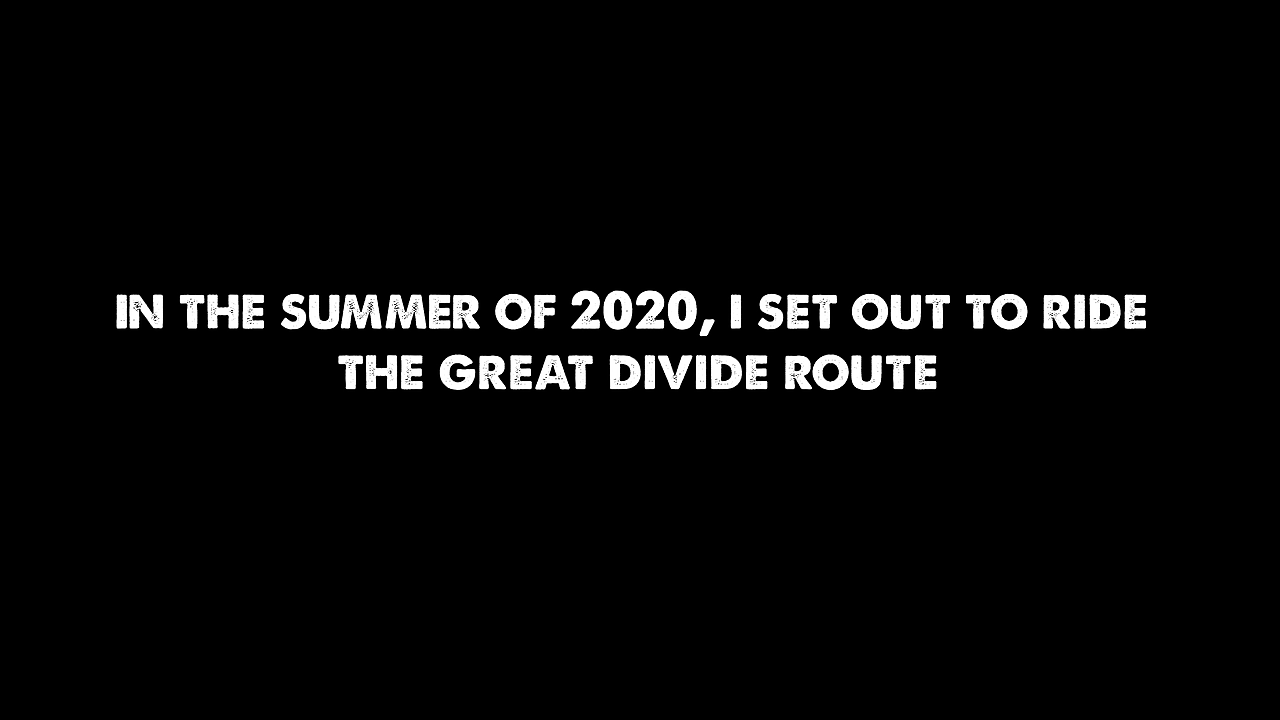 IN THE SUMMER OF 2020, I SET OUT TO RIDE
THE GREAT DIVIDE ROUTE